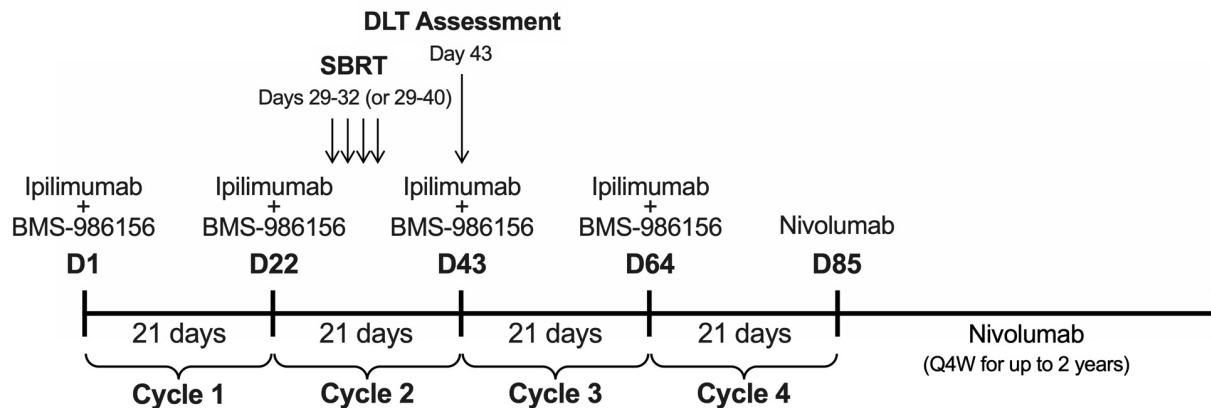 DLT Assessment
Day 43
SBRT
Days 29-32 (or 29-40)
Ipilimumab
+
BMS-986156
D1
Ipilimumab
+
BMS-986156
D22
Ipilimumab
+
BMS-986156
D43
Ipilimumab
+
BMS-986156
D64
Nivolumab
D85
21 days
21 days
21 days
21 days
Nivolumab
(Q4W for up to 2 years)
Cycle 1
Cycle 2
Cycle 3
Cycle 4